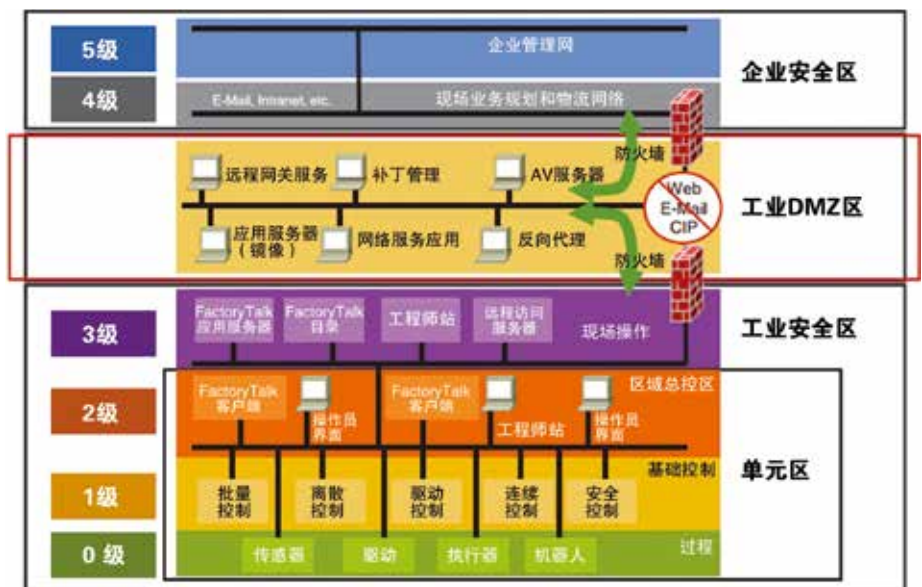 5级
企业管理网
企业安全区
4级
E-Mail, Intranet, etc.
现场业务规划和物流网络
防火墙
远程网关服务
补丁管理
AV服务器
Web
E-Mail
CIP
工业DMZ区
应用服务器
(镜像)
网络服务应用
反向代理
防火墙
3级
FactoryTalk
应用服务器
FactoryTalk
目录
工程师站
远程访问
服务器
现场操作
工业安全区
2级
FactoryTalk
客户端
操作员
界面
FactoryTalk
客户端
工程师站
操作员
界面
区域总控区
单元区
1级
基础控制
批量
控制
离散
控制
驱动
控制
连续
控制
安全
控制
0 级
传感器
驱动
执行器
机器人
过程